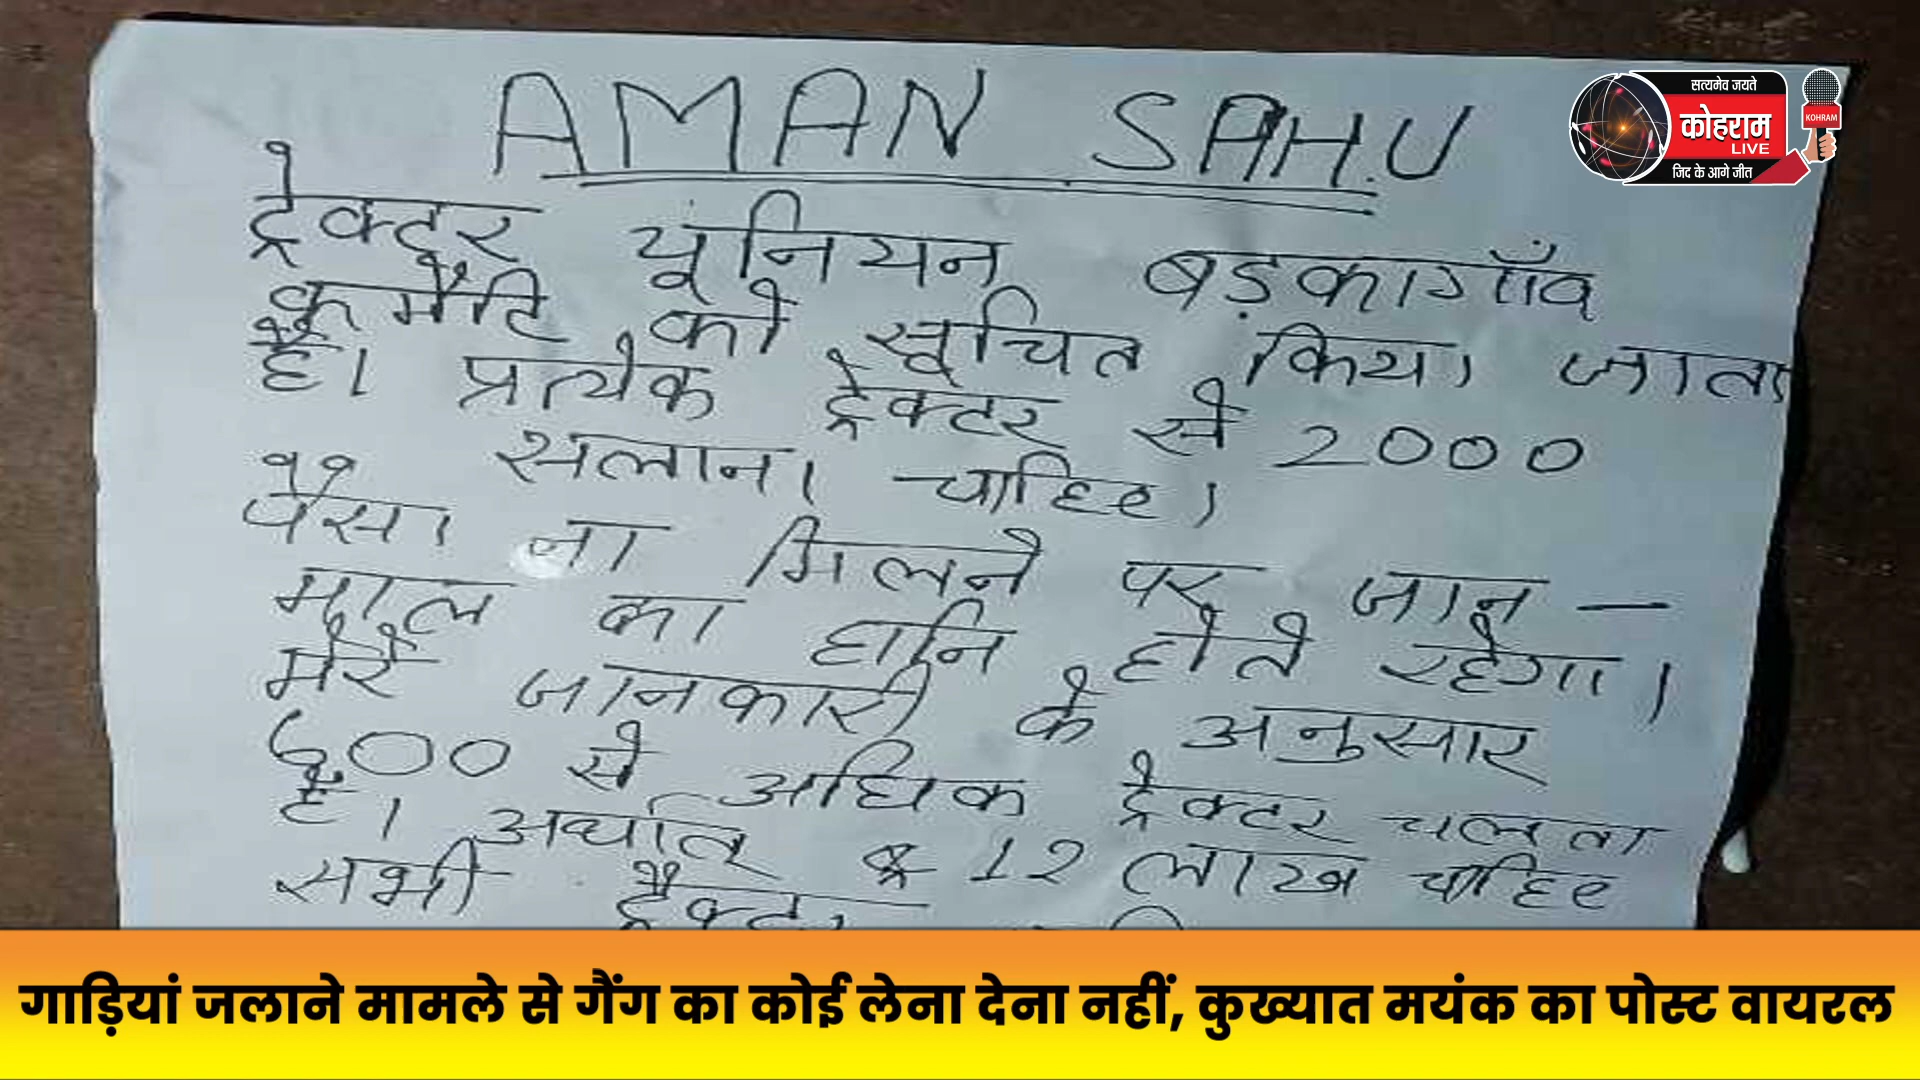 AMAN SAHU
ट्रेक्टर यूनियन बड़कागाँव
कमैटि को सूचित किया जाता
है। प्रत्येक ट्रेक्टर से 2000
सलाना चाहिए।
पैसा ना मिलने पर जान -
माल का हानि होते रहेगा।
मेरे जानकारी के अनुसार
६०० से अधिक ट्रेक्टर चलता
है। अर्थात 12 लाख चाहिए
सभी
सत्यमेव जयते
कोहराम
LIVE
जिद के आगे जीत
KOHRAM
गाड़ियां जलाने मामले से गैंग का कोई लेना देना नहीं, कुख्यात मयंक का पोस्ट वायरल